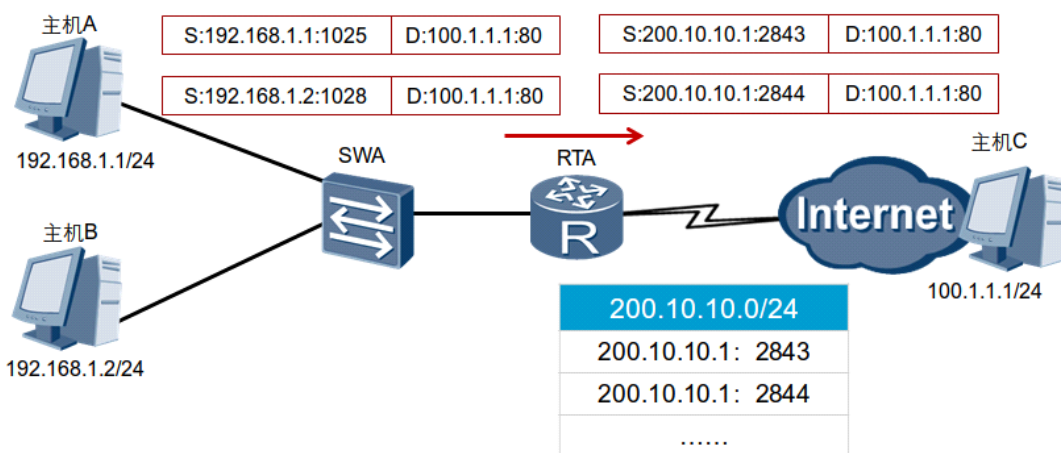 主机A
S:192.168.1.1:1025 D:100.1.1.1:80
S:200.10.10.1:2843 D:100.1.1.1:80
S:192.168.1.2:1028 D:100.1.1.1:80
S:200.10.10.1:2844 D:100.1.1.1:80
192.168.1.1/24
SWA
RTA
主机C
R
Internet
主机B
100.1.1.1/24
192.168.1.2/24
200.10.10.0/24
200.10.10.1: 2843
200.10.10.1: 2844
……